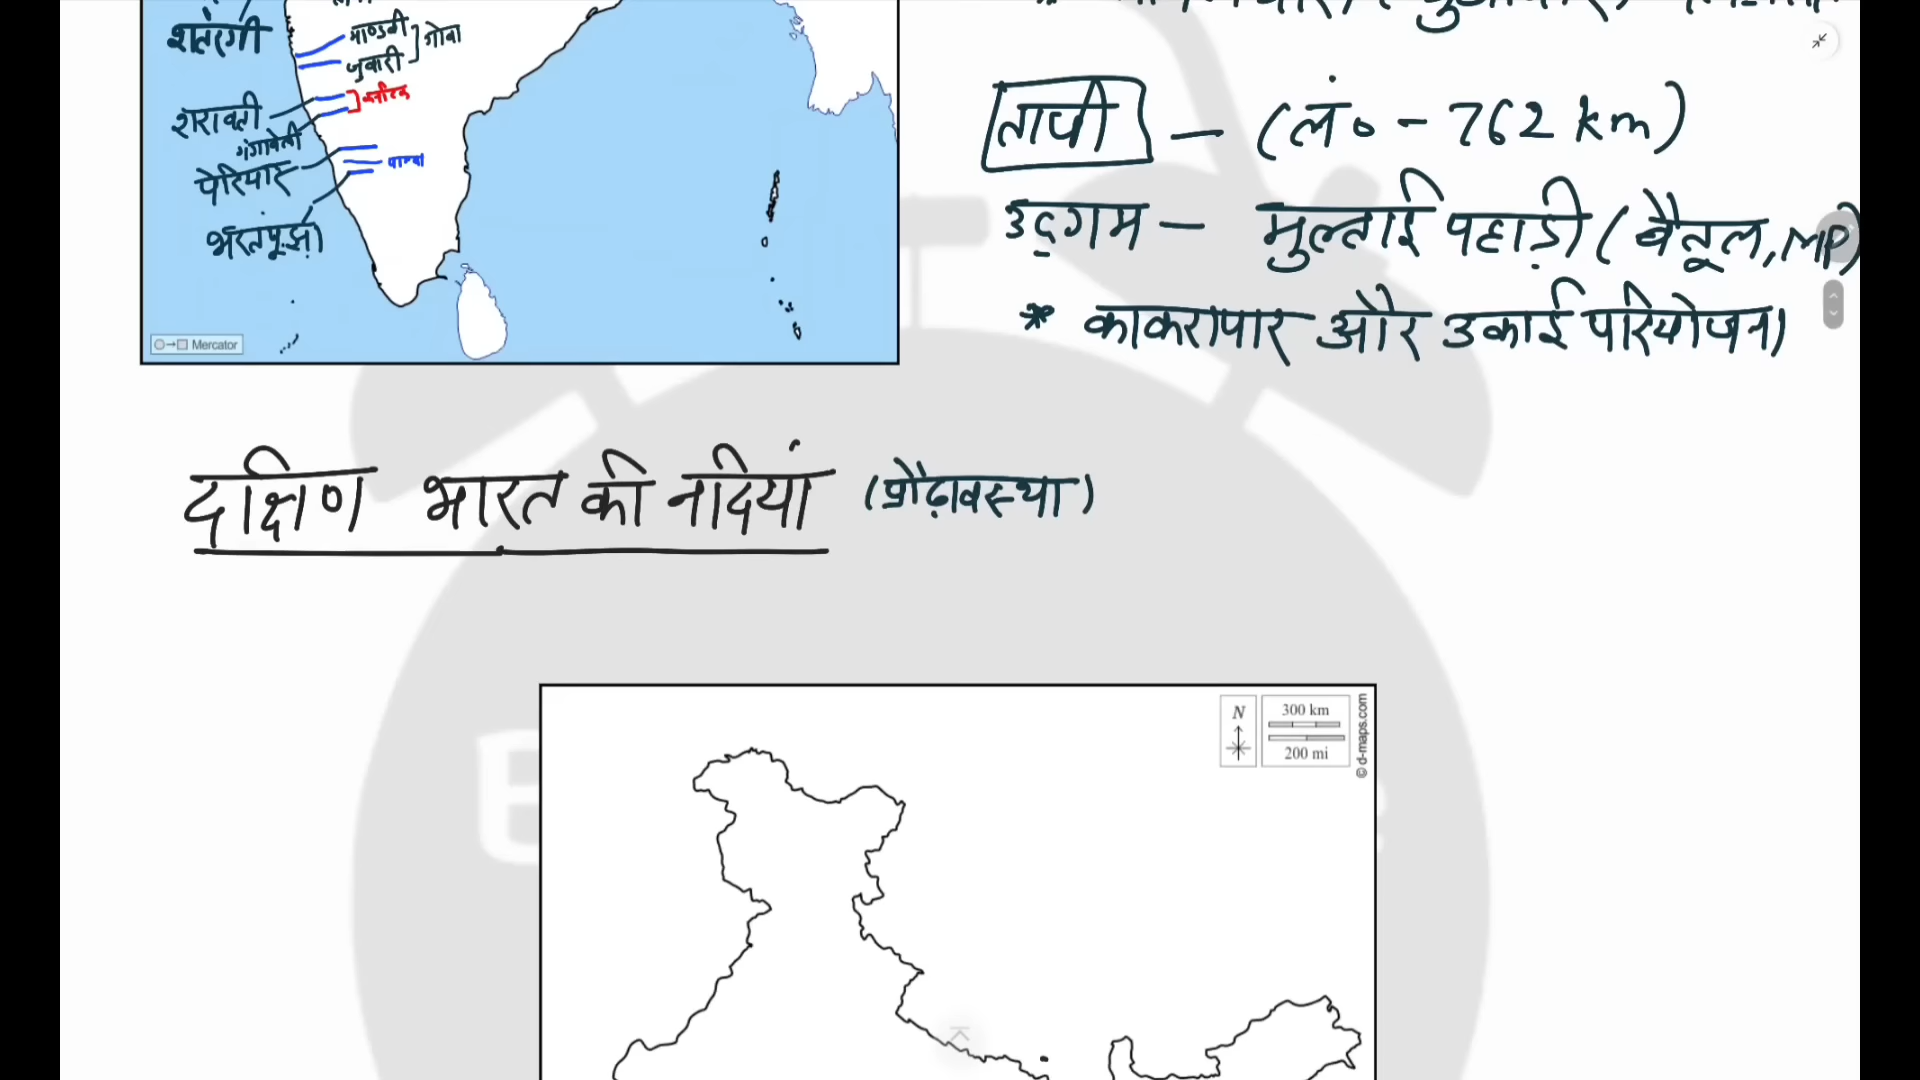 शतरंगी
माण्डवी
जुवारी
गोवा
शरावती
गंगावेली
पेरियार
पाम्बा
भरतपूझा
Mercator
ताप्ती — (लं० - 762 km)
उद्गम — मुल्ताई पहाड़ी (बैतूल, MP)
* काकरापार और उकाई परियोजना
दक्षिण भारत की नदियां (प्रौढ़ावस्था)
N
300 km
200 mi
© d-maps.com